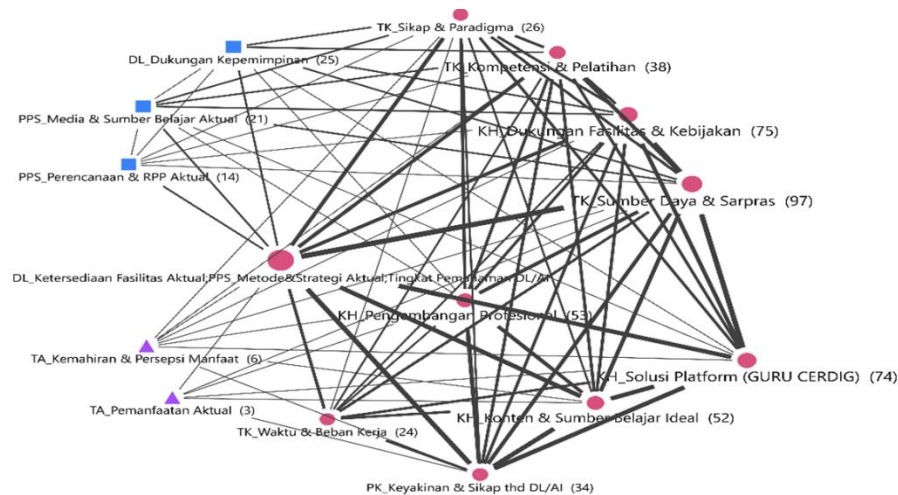 TK_Sikap & Paradigma (26)
DL_Dukungan Kepemimpinan (25)
TK_Kompetensi & Pelatihan (38)
PPS_Media & Sumber Belajar Aktual (21)
KH_Dukungan Fasilitas & Kebijakan (75)
PPS_Perencanaan & RPP Aktual (14)
TK_Sumber Daya & Sarpras (97)
DL_Ketersediaan Fasilitas Aktual;PPS_Metode&Strategi Aktual;Tingkat Pemahaman DL/AI
KH_Pengembangan Profesional (53)
TA_Kemahiran & Persepsi Manfaat (6)
KH_Solusi Platform (GURU CERDIG) (74)
TA_Pemanfaatan Aktual (3)
KH_Konten & Sumber Belajar Ideal (52)
TK_Waktu & Beban Kerja (24)
PK_Keyakinan & Sikap thd DL/AI (34)